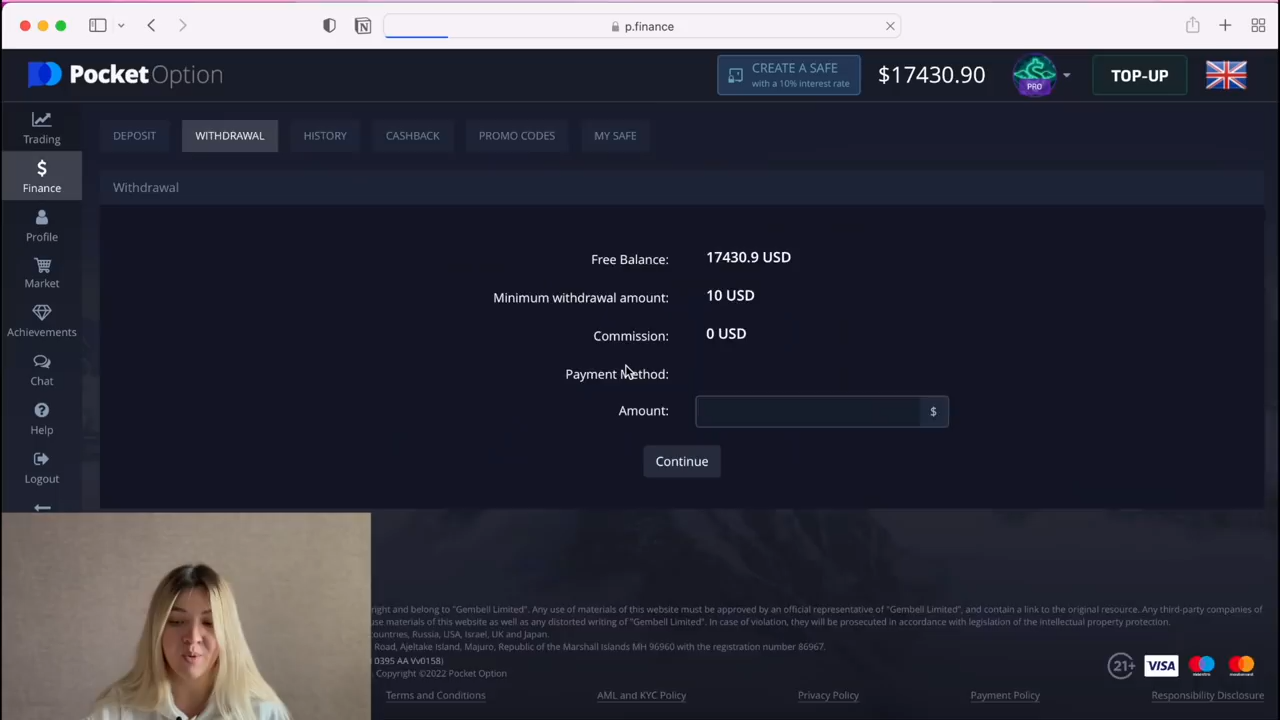 p.finance
PocketOption
CREATE A SAFE
with a 10% interest rate
$17430.90
PRO
TOP-UP
Trading
Finance
Profile
Market
Achievements
Chat
Help
Logout
DEPOSIT
WITHDRAWAL
HISTORY
CASHBACK
PROMO CODES
MY SAFE
Withdrawal
Free Balance: 17430.9 USD
Minimum withdrawal amount: 10 USD
Commission: 0 USD
Payment Method:
Amount: $
Continue
right and belong to "Gembell Limited". Any use of materials of this website must be approved by an official representative of "Gembell Limited", and contain a link to the original resource. Any third-party companies of
use materials of this website as well as any distorted writing of "Gembell Limited". In case of violation, they will be prosecuted in accordance with legislation of the intellectual property protection.
countries, Russia, USA, Israel, UK and Japan.
Road, Ajeltake Island, Majuro, Republic of the Marshall Islands MH 96960 with the registration number 86967.
0395 AA Vv0158)
Copyright ©2022 Pocket Option
21+
VISA
Terms and Conditions
AML and KYC Policy
Privacy Policy
Payment Policy
Responsibility Disclosure